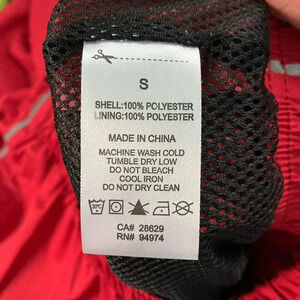 S
SHELL:100% POLYESTER
LINING:100% POLYESTER
MADE IN CHINA
MACHINE WASH COLD
TUMBLE DRY LOW
DO NOT BLEACH
COOL IRON
DO NOT DRY CLEAN
CA# 28629
RN# 94974